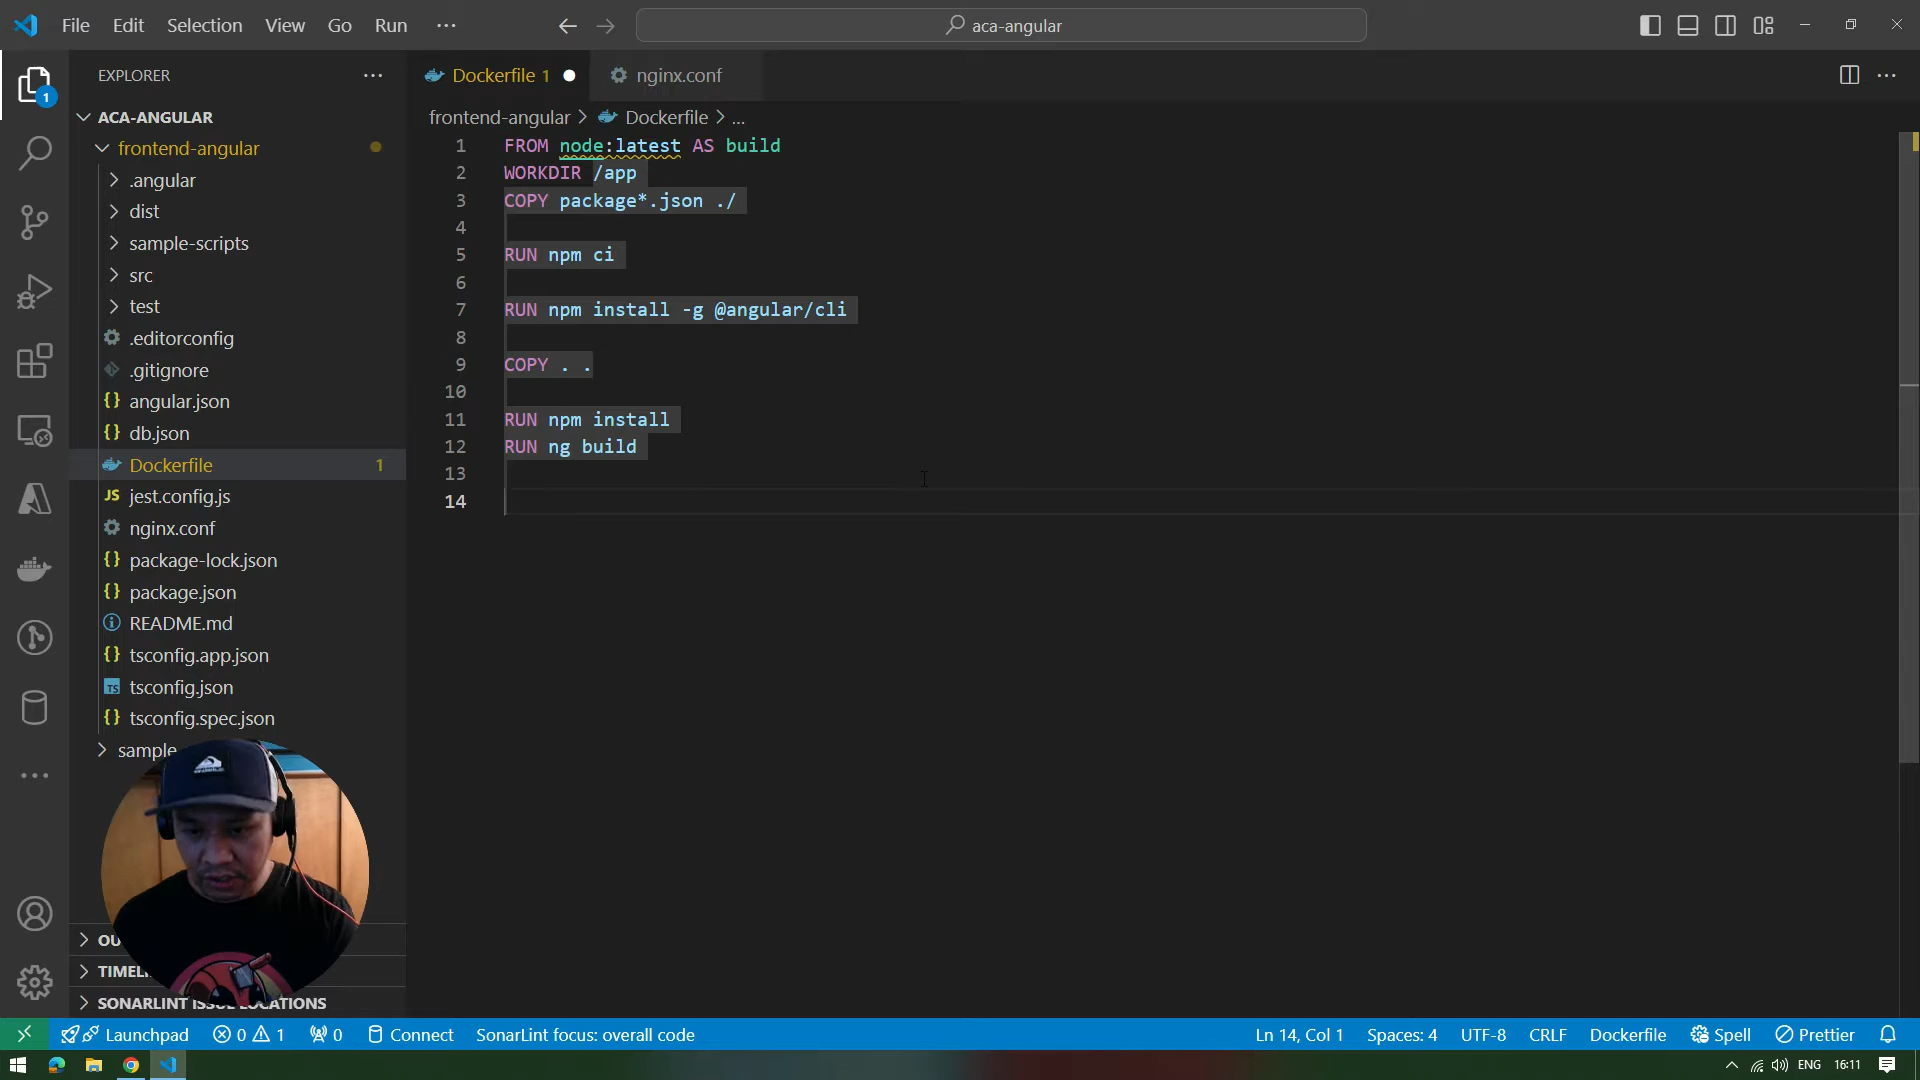 File Edit Selection View Go Run ···
aca-angular
EXPLORER
ACA-ANGULAR
frontend-angular
.angular
dist
sample-scripts
src
test
.editorconfig
.gitignore
angular.json
db.json
Dockerfile 1
jest.config.js
nginx.conf
package-lock.json
package.json
README.md
tsconfig.app.json
tsconfig.json
tsconfig.spec.json
sample
OU
TIMELI
SONARLINT ISSUE LOCATIONS
1
Dockerfile 1
nginx.conf
frontend-angular > Dockerfile > ...
1 FROM node:latest AS build
2 WORKDIR /app
3 COPY package*.json ./
4
5 RUN npm ci
6
7 RUN npm install -g @angular/cli
8
9 COPY . .
10
11 RUN npm install
12 RUN ng build
13
14
Launchpad 0 1 0 Connect SonarLint focus: overall code
Ln 14, Col 1 Spaces: 4 UTF-8 CRLF Dockerfile Spell Prettier
ENG 16:11